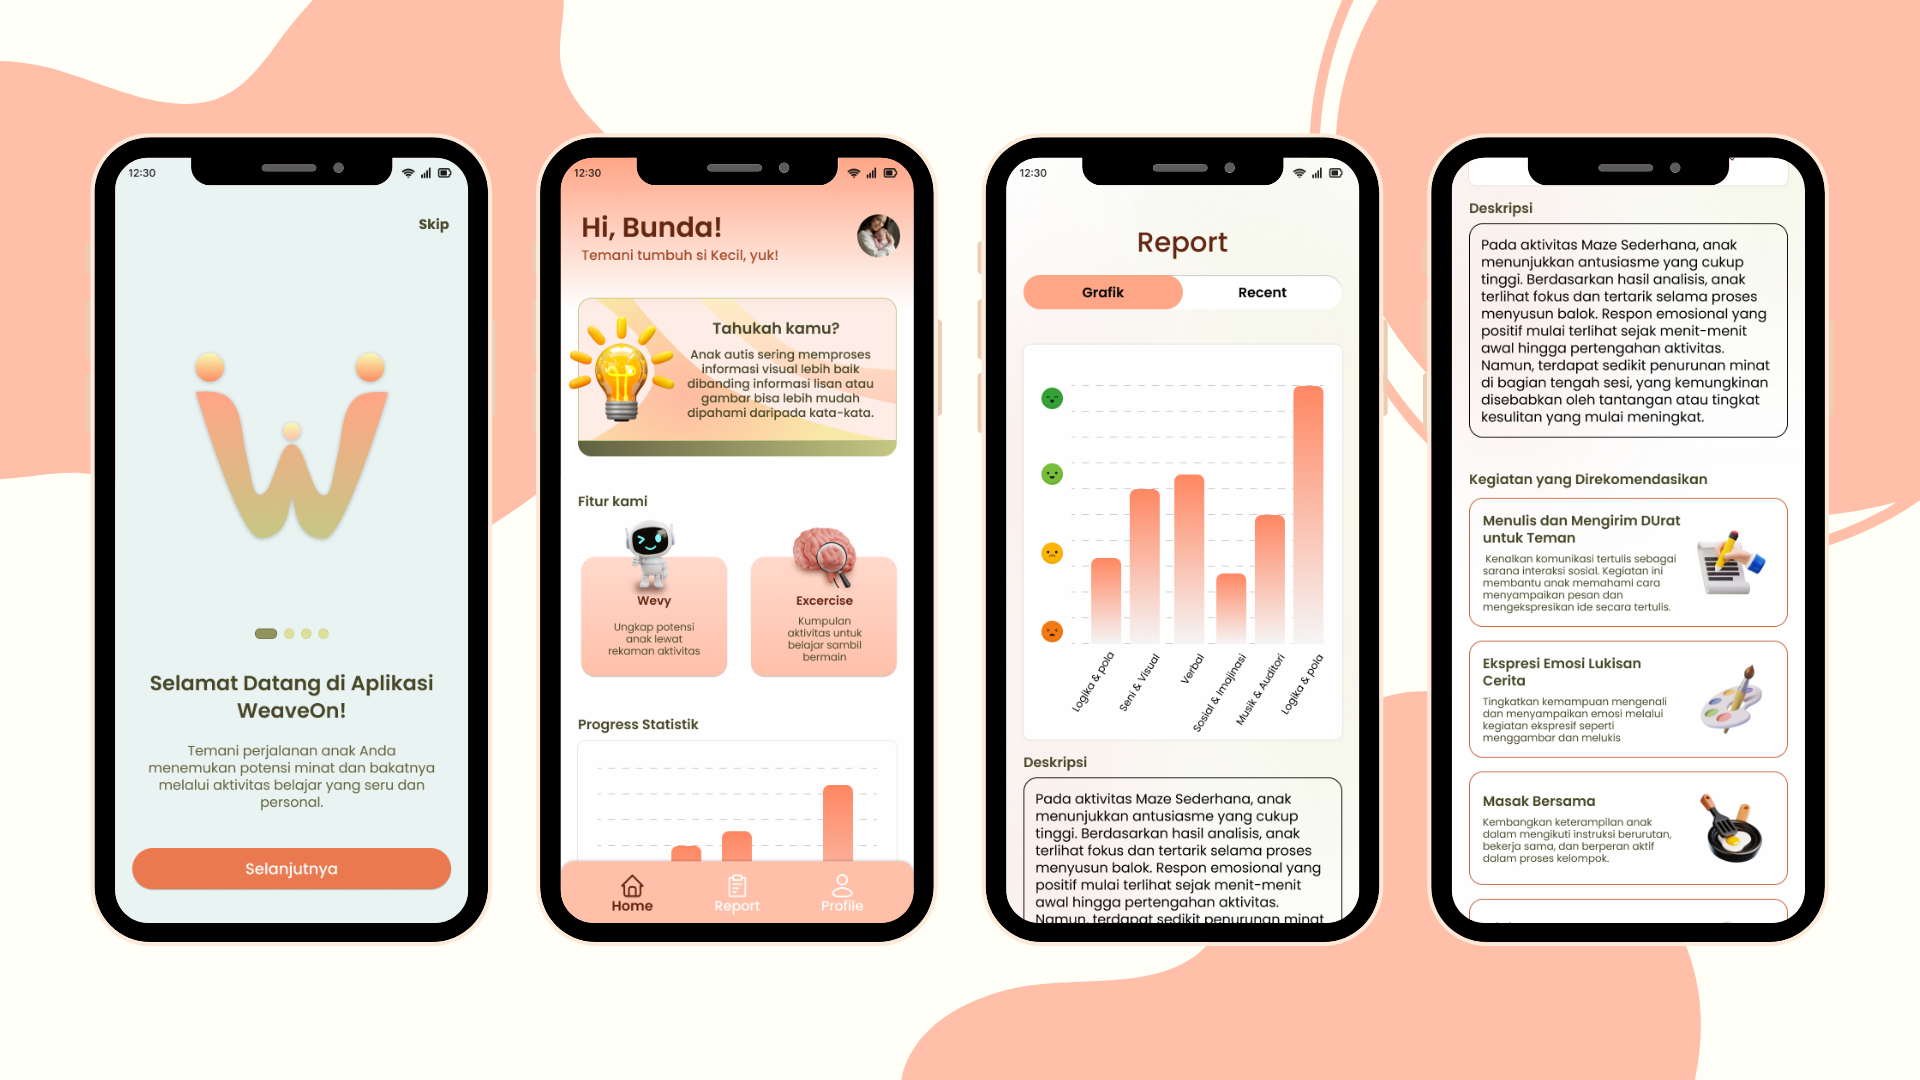 12:30
Skip
Selamat Datang di Aplikasi
WeaveOn!
Temani perjalanan anak Anda
menemukan potensi minat dan bakatnya
melalui aktivitas belajar yang seru dan
personal.
Selanjutnya
12:30
Hi, Bunda!
Temani tumbuh si Kecil, yuk!
Tahukah kamu?
Anak autis sering memproses
informasi visual lebih baik
dibanding informasi lisan atau
gambar bisa lebih mudah
dipahami daripada kata-kata.
Fitur kami
Wevy
Ungkap potensi
anak lewat
rekaman aktivitas
Excercise
Kumpulan
aktivitas untuk
belajar sambil
bermain
Progress Statistik
Home
Report
Profile
12:30
Report
Grafik
Recent
Logika & pola
Seni & Visual
Verbal
Sosial & Imajinasi
Musik & Auditori
Logika & pola
Deskripsi
Pada aktivitas Maze Sederhana, anak
menunjukkan antusiasme yang cukup
tinggi. Berdasarkan hasil analisis, anak
terlihat fokus dan tertarik selama proses
menyusun balok. Respon emosional yang
positif mulai terlihat sejak menit-menit
awal hingga pertengahan aktivitas.
Namun, terdapat sedikit penurunan minat
Deskripsi
Pada aktivitas Maze Sederhana, anak
menunjukkan antusiasme yang cukup
tinggi. Berdasarkan hasil analisis, anak
terlihat fokus dan tertarik selama proses
menyusun balok. Respon emosional yang
positif mulai terlihat sejak menit-menit
awal hingga pertengahan aktivitas.
Namun, terdapat sedikit penurunan minat
di bagian tengah sesi, yang kemungkinan
disebabkan oleh tantangan atau tingkat
kesulitan yang mulai meningkat.
Kegiatan yang Direkomendasikan
Menulis dan Mengirim DUrat
untuk Teman
Kenalkan komunikasi tertulis sebagai
sarana interaksi sosial. Kegiatan ini
membantu anak memahami cara
menyampaikan pesan dan
mengekspresikan ide secara tertulis.
Ekspresi Emosi Lukisan
Cerita
Tingkatkan kemampuan mengenali
dan menyampaikan emosi melalui
kegiatan ekspresif seperti
menggambar dan melukis
Masak Bersama
Kembangkan keterampilan anak
dalam mengikuti instruksi berurutan,
bekerja sama, dan berperan aktif
dalam proses kelompok.